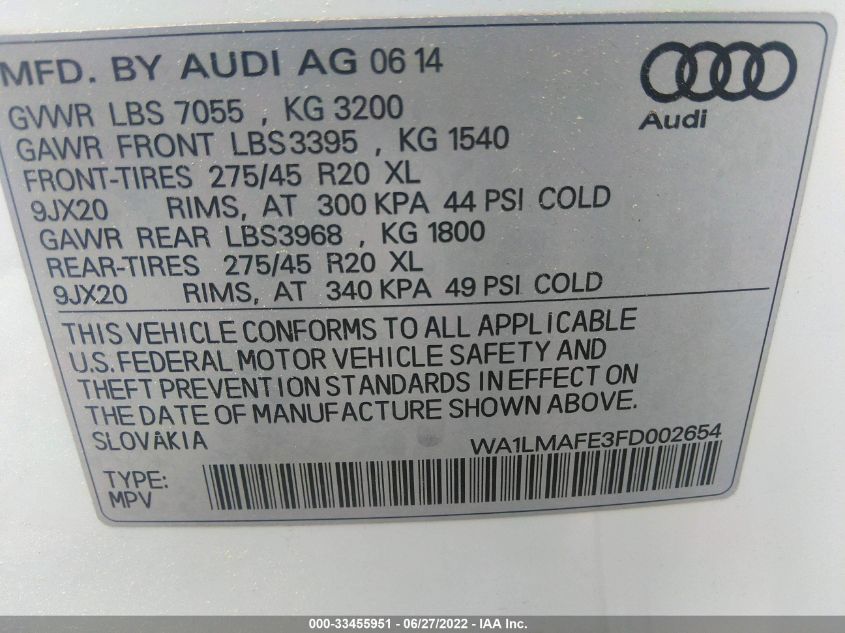 MFD. BY AUDI AG 06 14
Audi
GVWR LBS 7055 , KG 3200
GAWR FRONT LBS3395 , KG 1540
FRONT-TIRES 275/45 R20 XL
9JX20 RIMS, AT 300 KPA 44 PSI COLD
GAWR REAR LBS3968 , KG 1800
REAR-TIRES 275/45 R20 XL
9JX20 RIMS, AT 340 KPA 49 PSI COLD
THIS VEHICLE CONFORMS TO ALL APPLICABLE
U.S. FEDERAL MOTOR VEHICLE SAFETY AND
THEFT PREVENTION STANDARDS IN EFFECT ON
THE DATE OF MANUFACTURE SHOWN ABOVE.
SLOVAKIA WA1LMAFE3FD002654
TYPE:
MPV
000-33455951 - 06/27/2022 - IAA Inc.